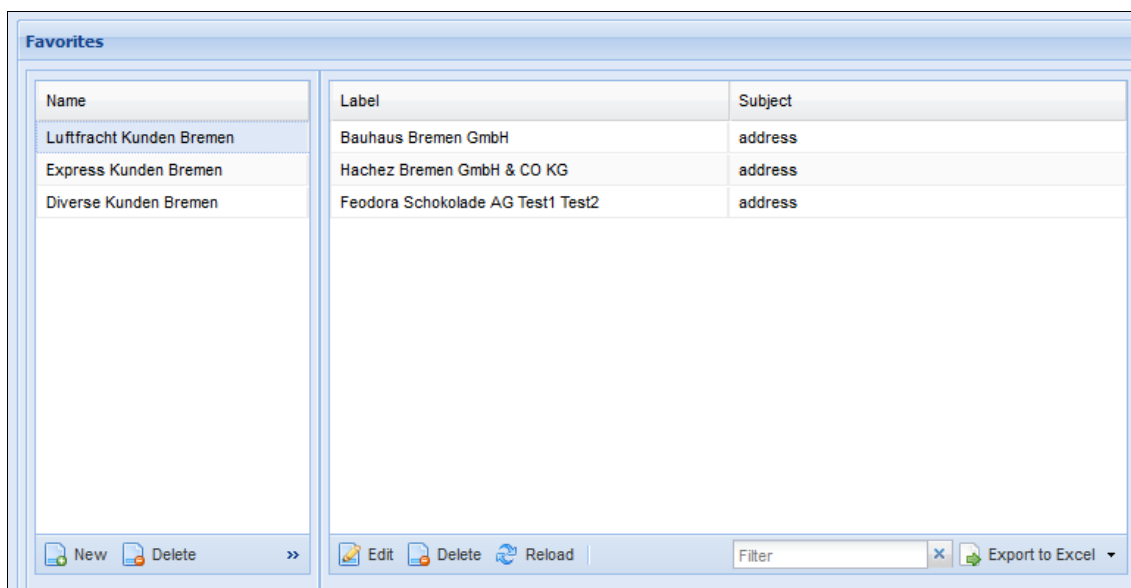 Favorites
Name
Label Subject
Luftfracht Kunden Bremen
Bauhaus Bremen GmbH address
Express Kunden Bremen
Hachez Bremen GmbH & CO KG address
Diverse Kunden Bremen
Feodora Schokolade AG Test1 Test2 address
New Delete »
Edit Delete Reload Filter Export to Excel